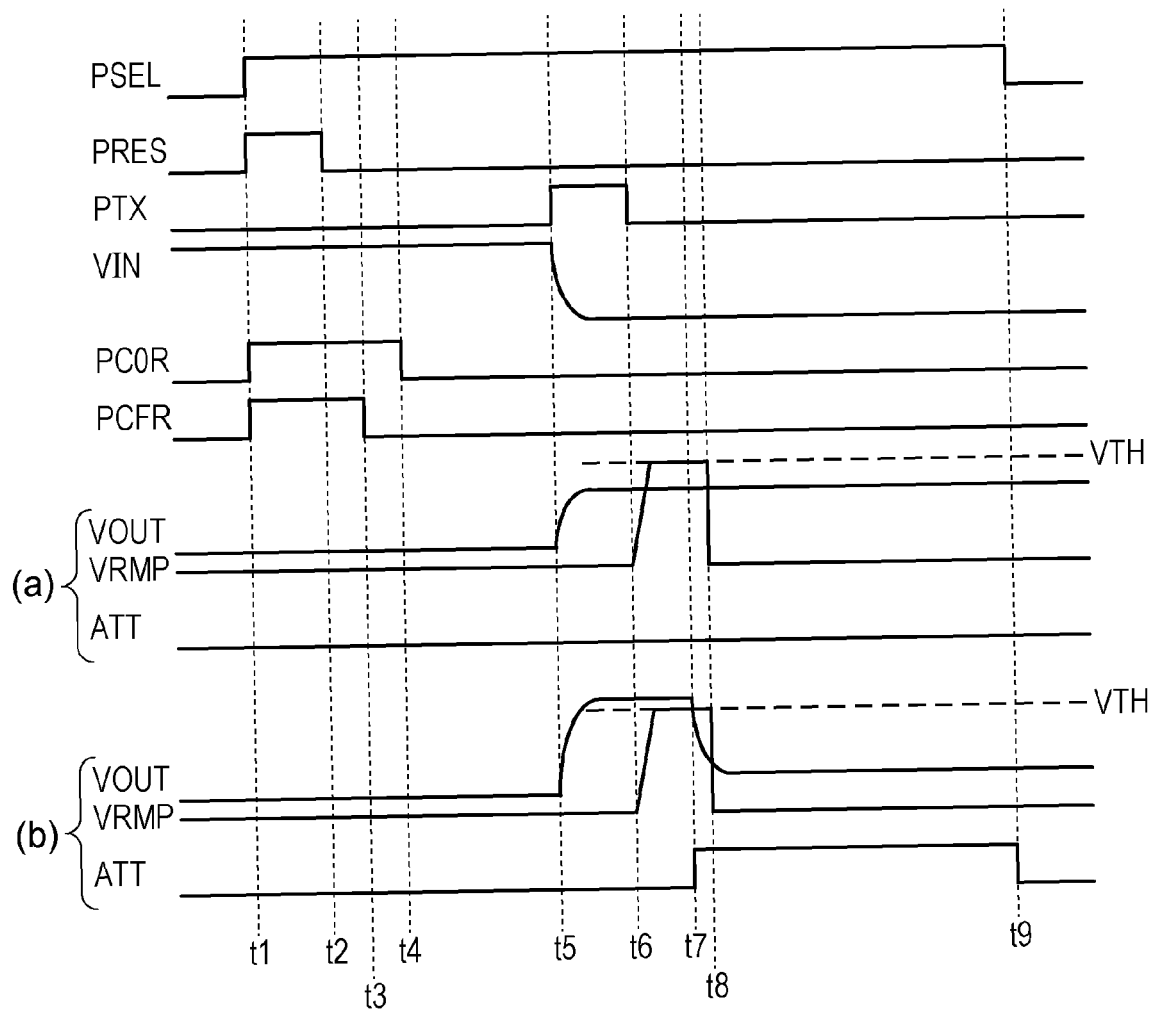 PSEL
PRES
PTX
VIN
PC0R
PCFR
VTH
(a)
VOUT
VRMP
ATT
VTH
(b)
VOUT
VRMP
ATT
t1
t2
t3
t4
t5
t6
t7
t8
t9